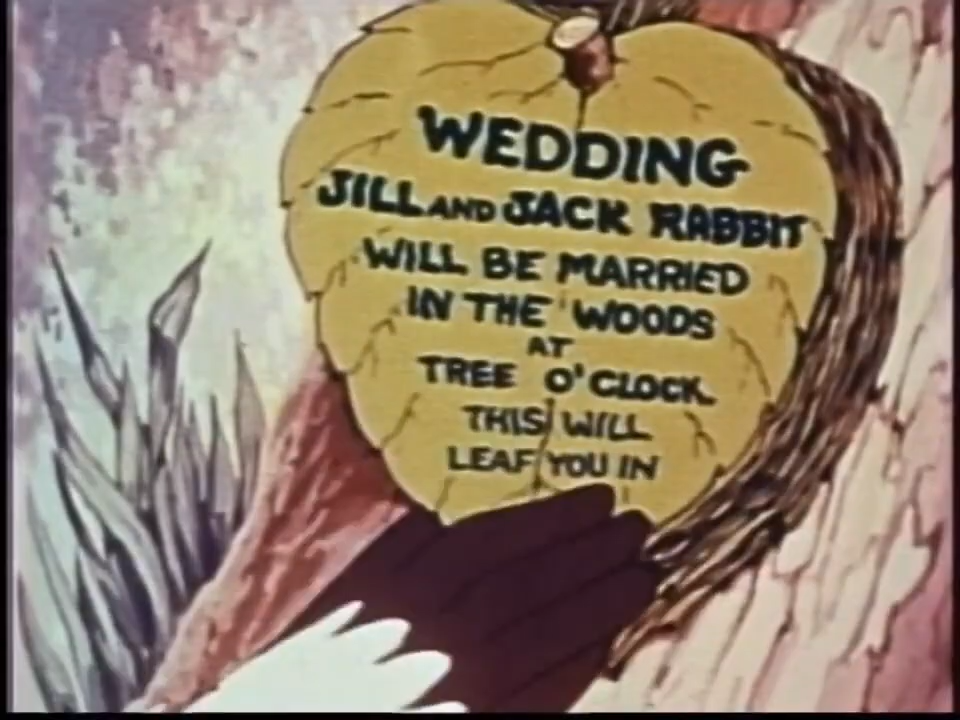 WEDDING
JILL AND JACK RABBIT
WILL BE MARRIED
IN THE WOODS
AT
TREE O'CLOCK
THIS WILL
LEAF YOU IN